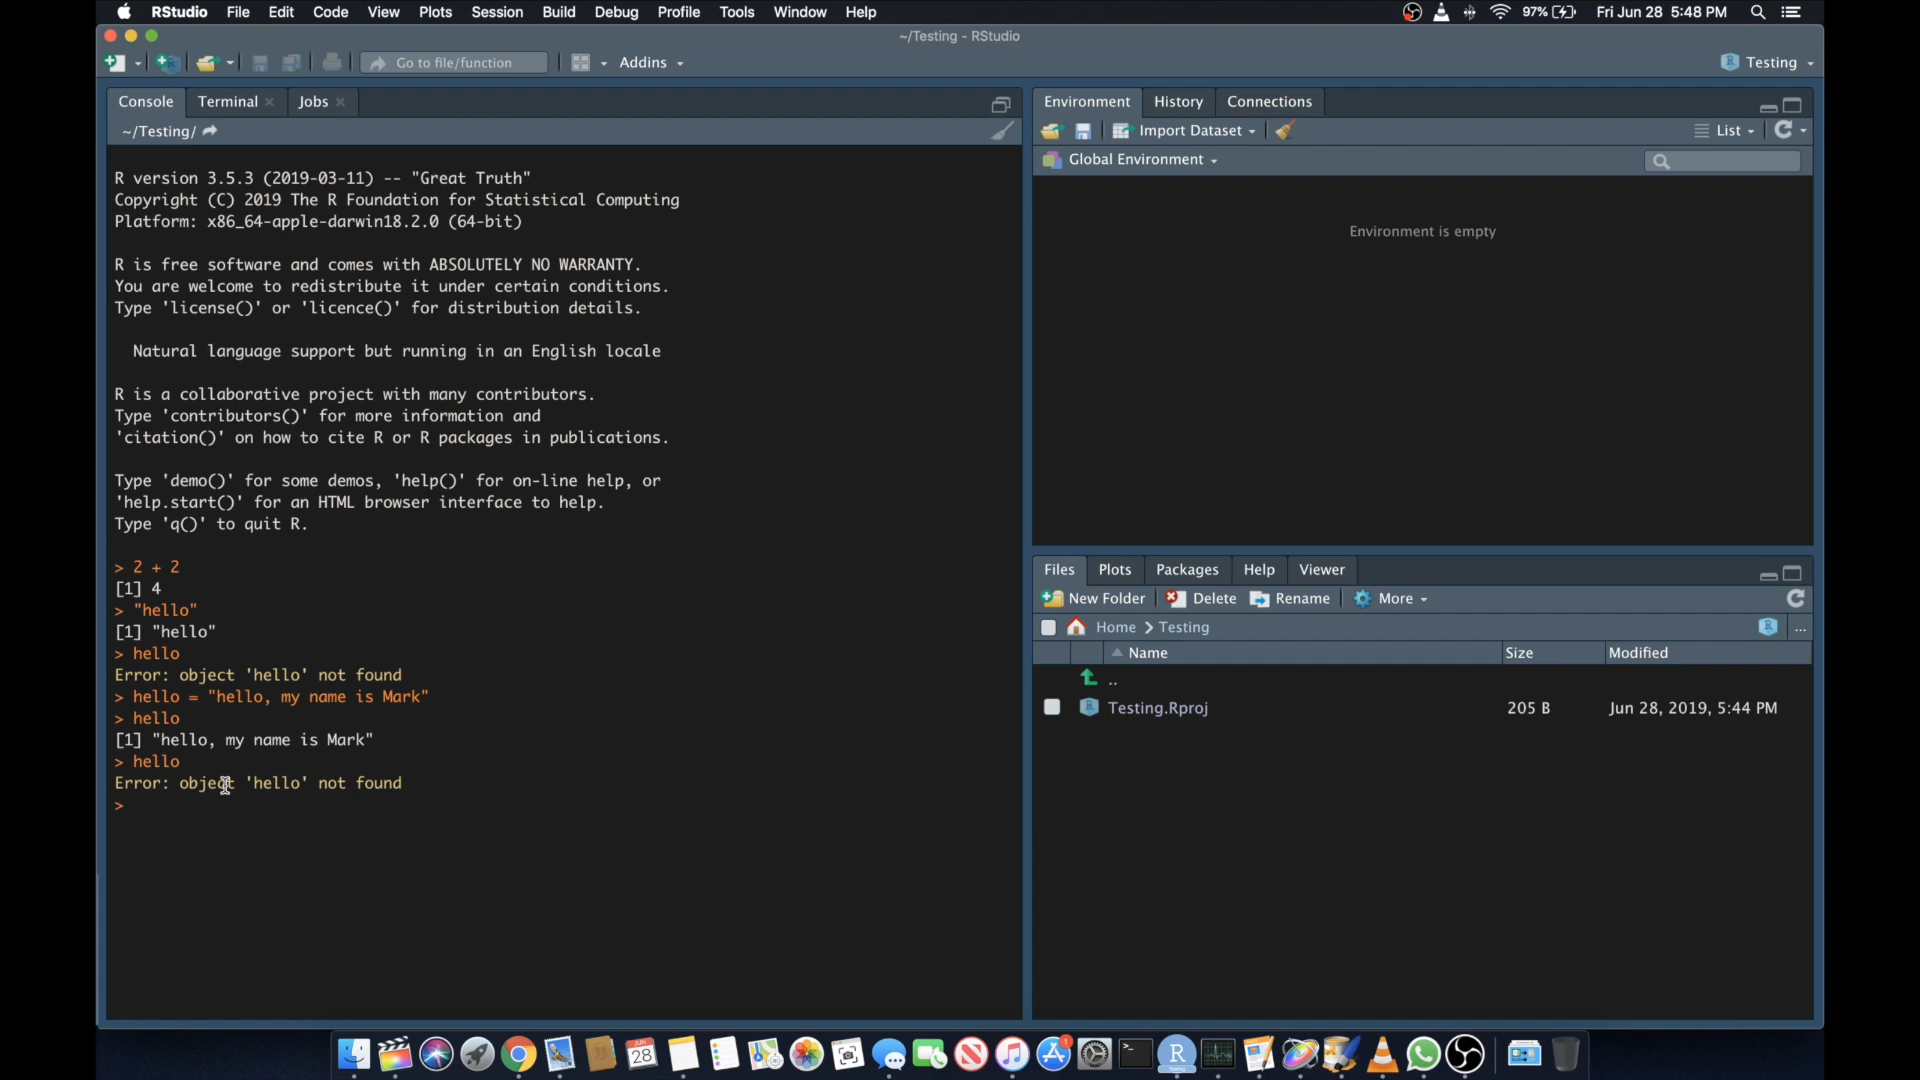 RStudio File Edit Code View Plots Session Build Debug Profile Tools Window Help 97% Fri Jun 28 5:48 PM
~/Testing - RStudio
Go to file/function Addins Testing
Console Terminal Jobs
~/Testing/
R version 3.5.3 (2019-03-11) -- "Great Truth"
Copyright (C) 2019 The R Foundation for Statistical Computing
Platform: x86_64-apple-darwin18.2.0 (64-bit)
R is free software and comes with ABSOLUTELY NO WARRANTY.
You are welcome to redistribute it under certain conditions.
Type 'license()' or 'licence()' for distribution details.
Natural language support but running in an English locale
R is a collaborative project with many contributors.
Type 'contributors()' for more information and
'citation()' on how to cite R or R packages in publications.
Type 'demo()' for some demos, 'help()' for on-line help, or
'help.start()' for an HTML browser interface to help.
Type 'q()' to quit R.
> 2 + 2
[1] 4
> "hello"
[1] "hello"
> hello
Error: object 'hello' not found
> hello = "hello, my name is Mark"
> hello
[1] "hello, my name is Mark"
> hello
Error: object 'hello' not found
>
Environment History Connections
Import Dataset List
Global Environment
Environment is empty
Files Plots Packages Help Viewer
New Folder Delete Rename More
Home Testing ...
Name Size Modified
..
Testing.Rproj 205 B Jun 28, 2019, 5:44 PM
JUN
28
1